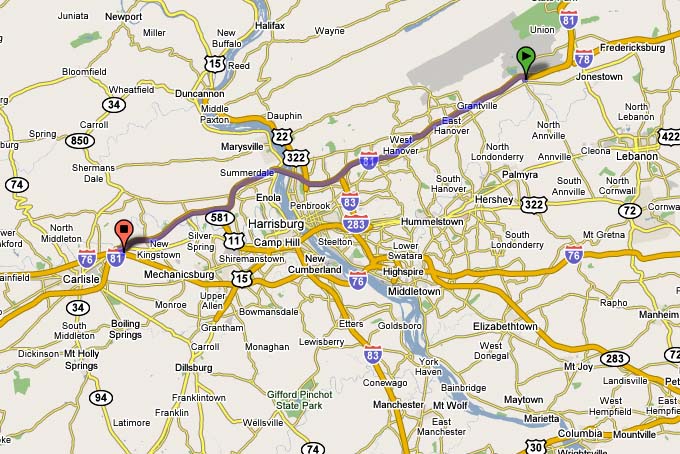 State Park
Union
81
Fredericksburg
78
Jonestown
Juniata
Newport
Miller
New
Buffalo
Halifax
Wayne
15
Reed
Bloomfield
Wheatfield
34
Duncannon
Middle
Paxton
Dauphin
22
Carroll
850
Spring
Marysville
322
Shermans
Dale
74
Summerdale
Grantville
East
Hanover
West
Hanover
81
North
Annville
North
Lebanon
422
Cleona
Lebanon
North
Londonderry
Palmyra
South
Annville
North
Cornwall
West
Cornwall
72
Enola
Penbrook
83
South
Hanover
Hershey
322
581
Harrisburg
283
Hummelstown
North
Middleton
76
81
New
Kingstown
Silver
Spring
11
Camp Hill
Steelton
Lower
Swatara
South
Londonderry
Mt Gretna
76
Carlisle
Mechanicsburg
Shiremanstown
15
New
Cumberland
76
Highspire
Middletown
Rapho
Manheim
34
Monroe
Upper
Allen
Bowmansdale
South
Middleton
Boiling
Springs
Grantham
Etters
Goldsboro
Elizabethtown
Lewisberry
Dickinson
Mt Holly
Springs
Carroll
Monaghan
83
West
Donegal
283
Mt Joy
72
Dillsburg
York
Haven
Landisville
94
Franklintown
Gifford Pinchot
State Park
Conewago
Bainbridge
East
Hempfield
West
Hempfield
Franklin
Latimore
Wellsville
Manchester
Mt Wolf
Maytown
Marietta
East
Manchester
74
30
Columbia
Mountville
Wrightsville